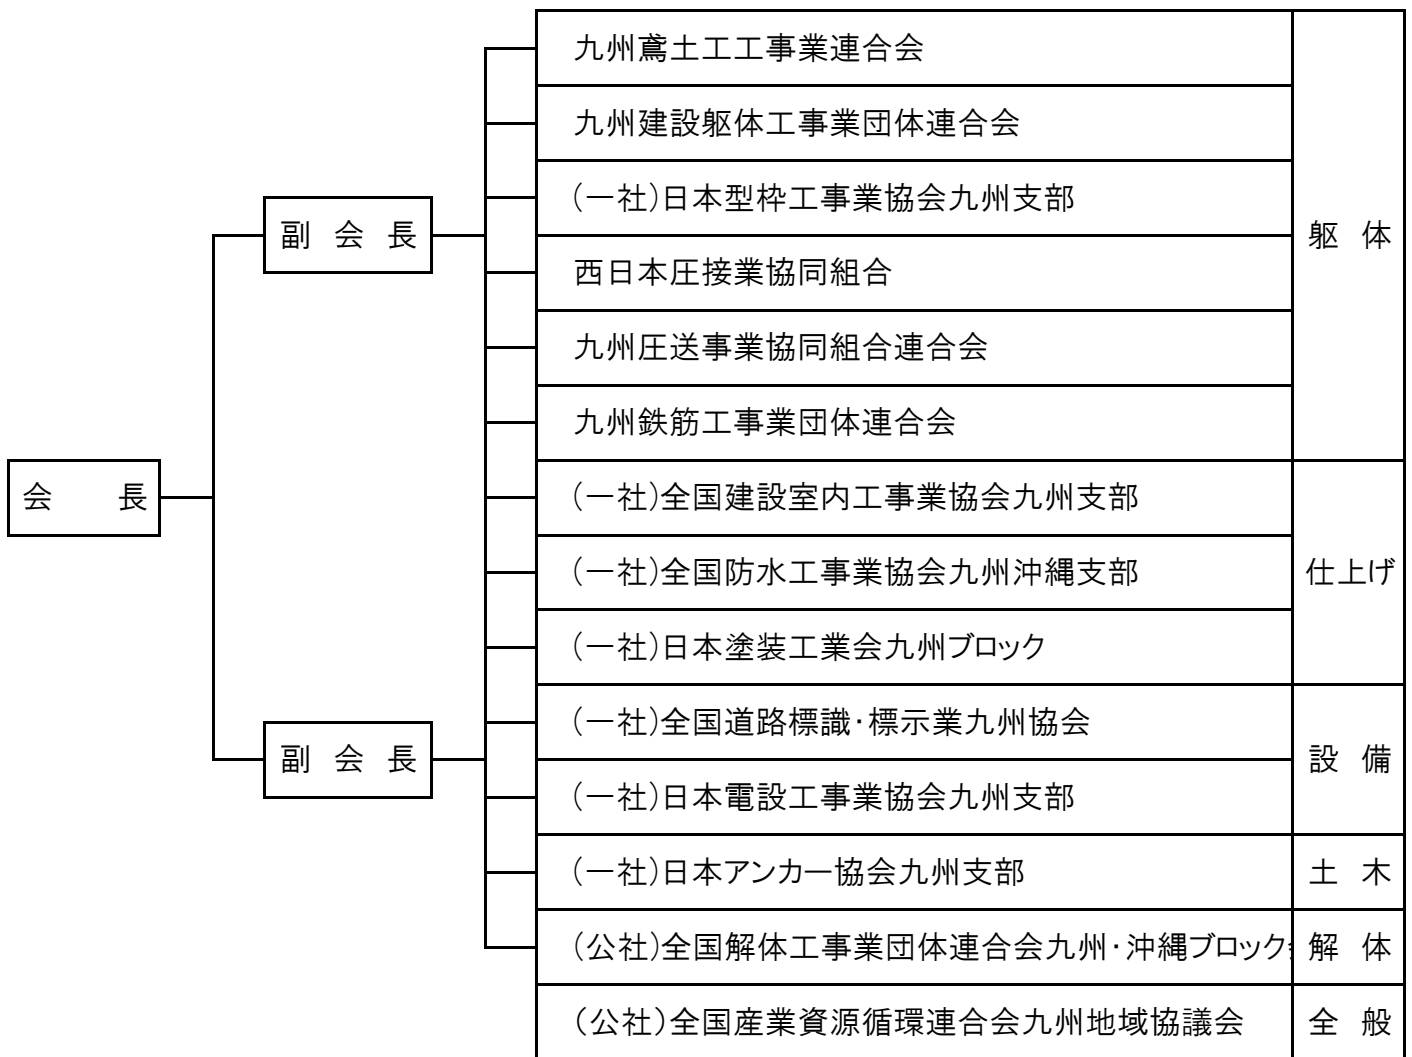 九州鳶土工工事業連合会
九州建設躯体工事業団体連合会
(一社)日本型枠工事業協会九州支部
西日本圧接業協同組合
九州圧送事業協同組合連合会
九州鉄筋工事業団体連合会
躯 体
副 会 長
会 長
(一社)全国建設室内工事業協会九州支部
(一社)全国防水工事業協会九州沖縄支部
(一社)日本塗装工業会九州ブロック
仕上げ
(一社)全国道路標識・標示業九州協会
(一社)日本電設工事業協会九州支部
設 備
副 会 長
(一社)日本アンカー協会九州支部
土 木
(公社)全国解体工事業団体連合会九州・沖縄ブロック
解 体
(公社)全国産業資源循環連合会九州地域協議会
全 般